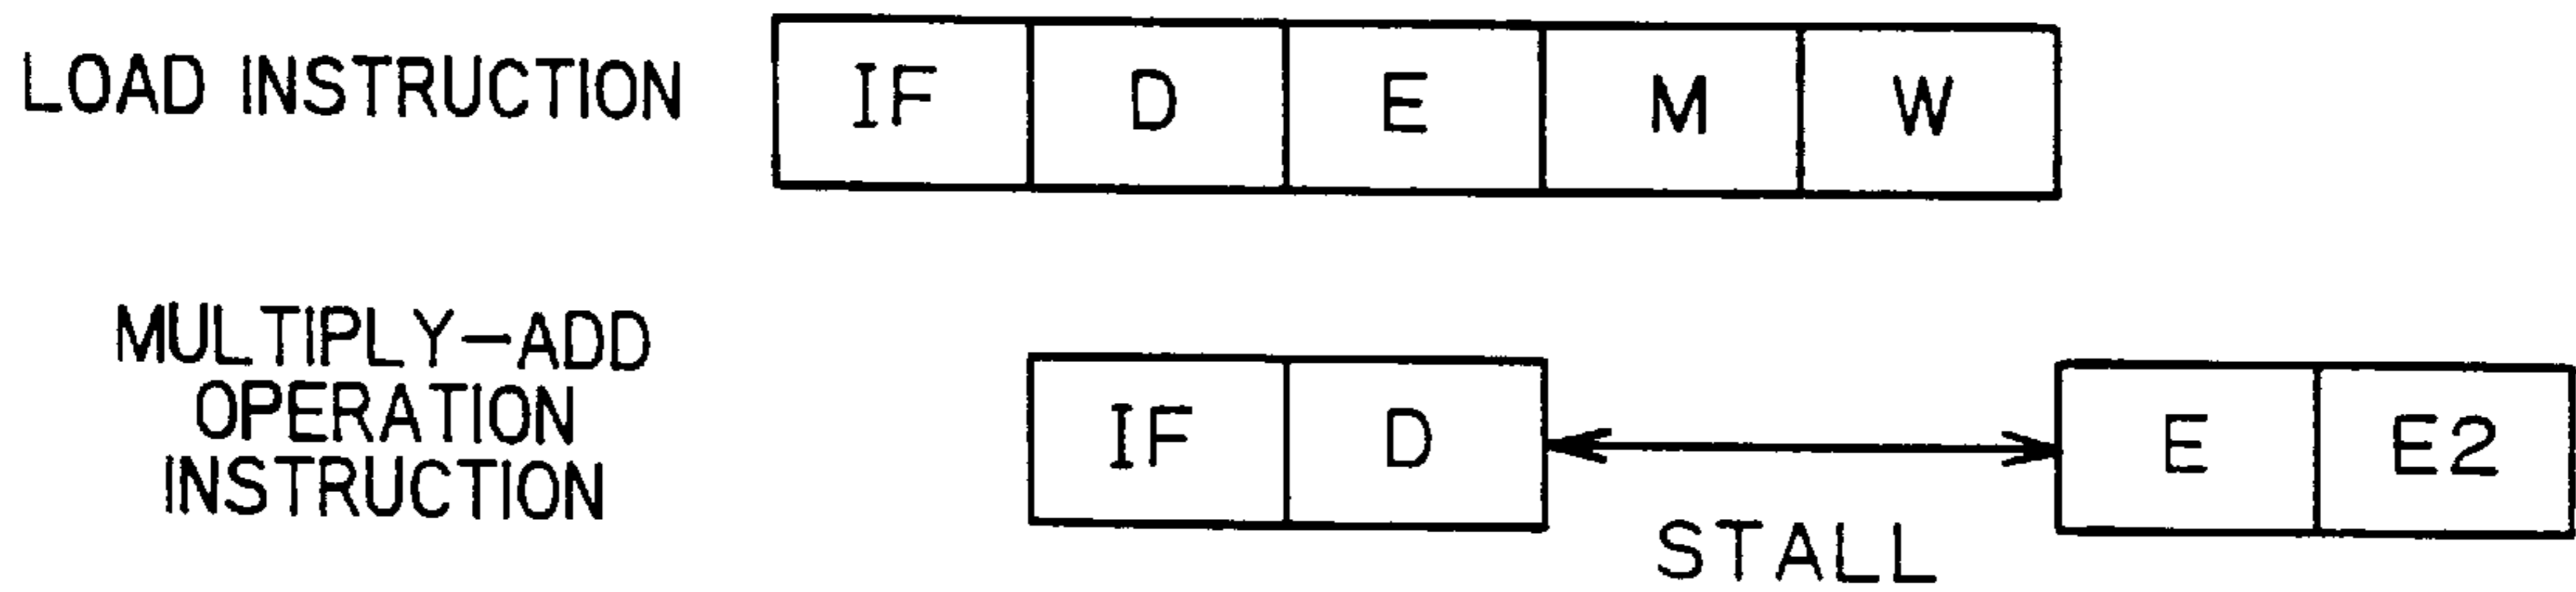 LOAD INSTRUCTION IF D E M W
MULTIPLY-ADD
OPERATION
INSTRUCTION
IF D E E2
STALL